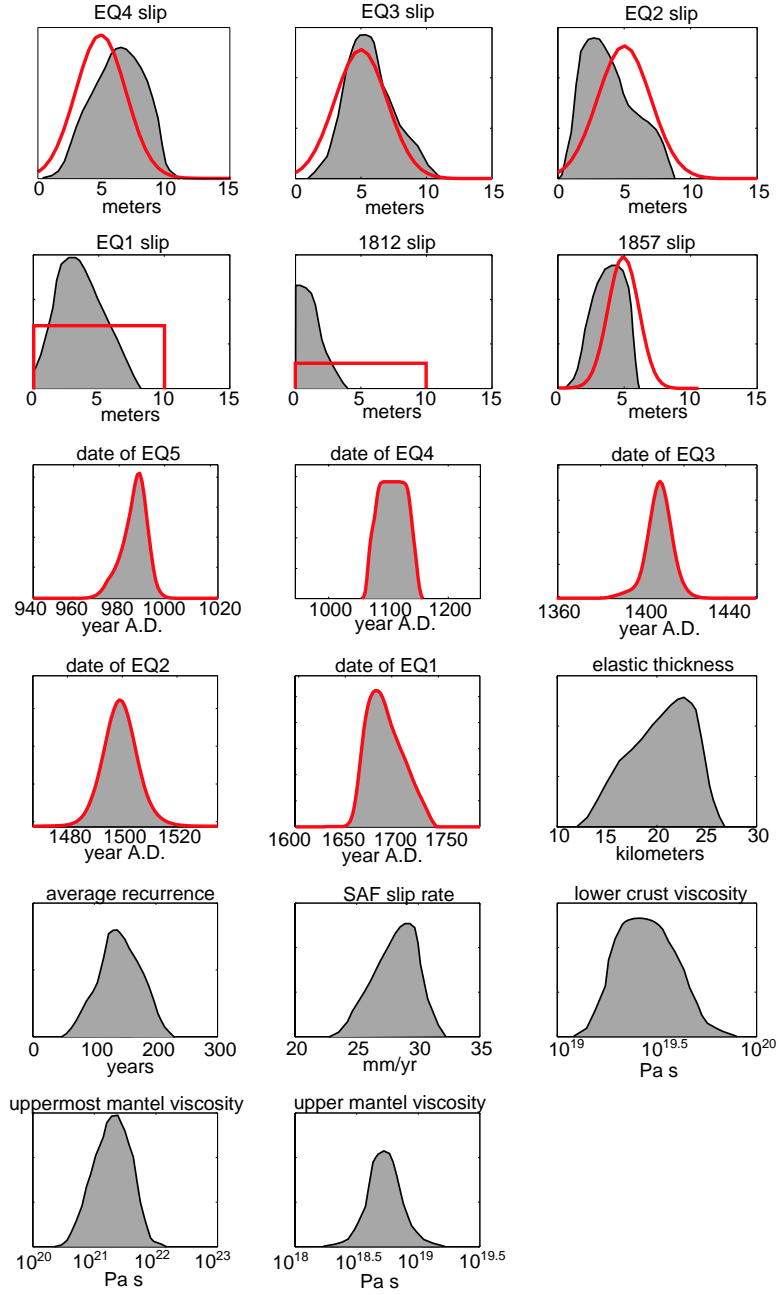 EQ4 slip EQ3 slip EQ2 slip
0 5 10 15 0 5 10 15 0 5 10 15
meters meters meters
EQ1 slip 1812 slip 1857 slip
0 5 10 15 0 5 10 15 0 5 10 15
meters meters meters
date of EQ5 date of EQ4 date of EQ3
940 960 980 1000 1020 1000 1100 1200 1360 1400 1440
year A.D. year A.D. year A.D.
date of EQ2 date of EQ1 elastic thickness
1480 1500 1520 1600 1650 1700 1750 10 15 20 25 30
year A.D. year A.D. kilometers
average recurrence SAF slip rate lower crust viscosity
0 100 200 300 20 25 30 35 10^19 10^19.5 10^20
years mm/yr Pa s
uppermost mantel viscosity upper mantel viscosity
10^20 10^21 10^22 10^23 10^18 10^18.5 10^19 10^19.5
Pa s Pa s